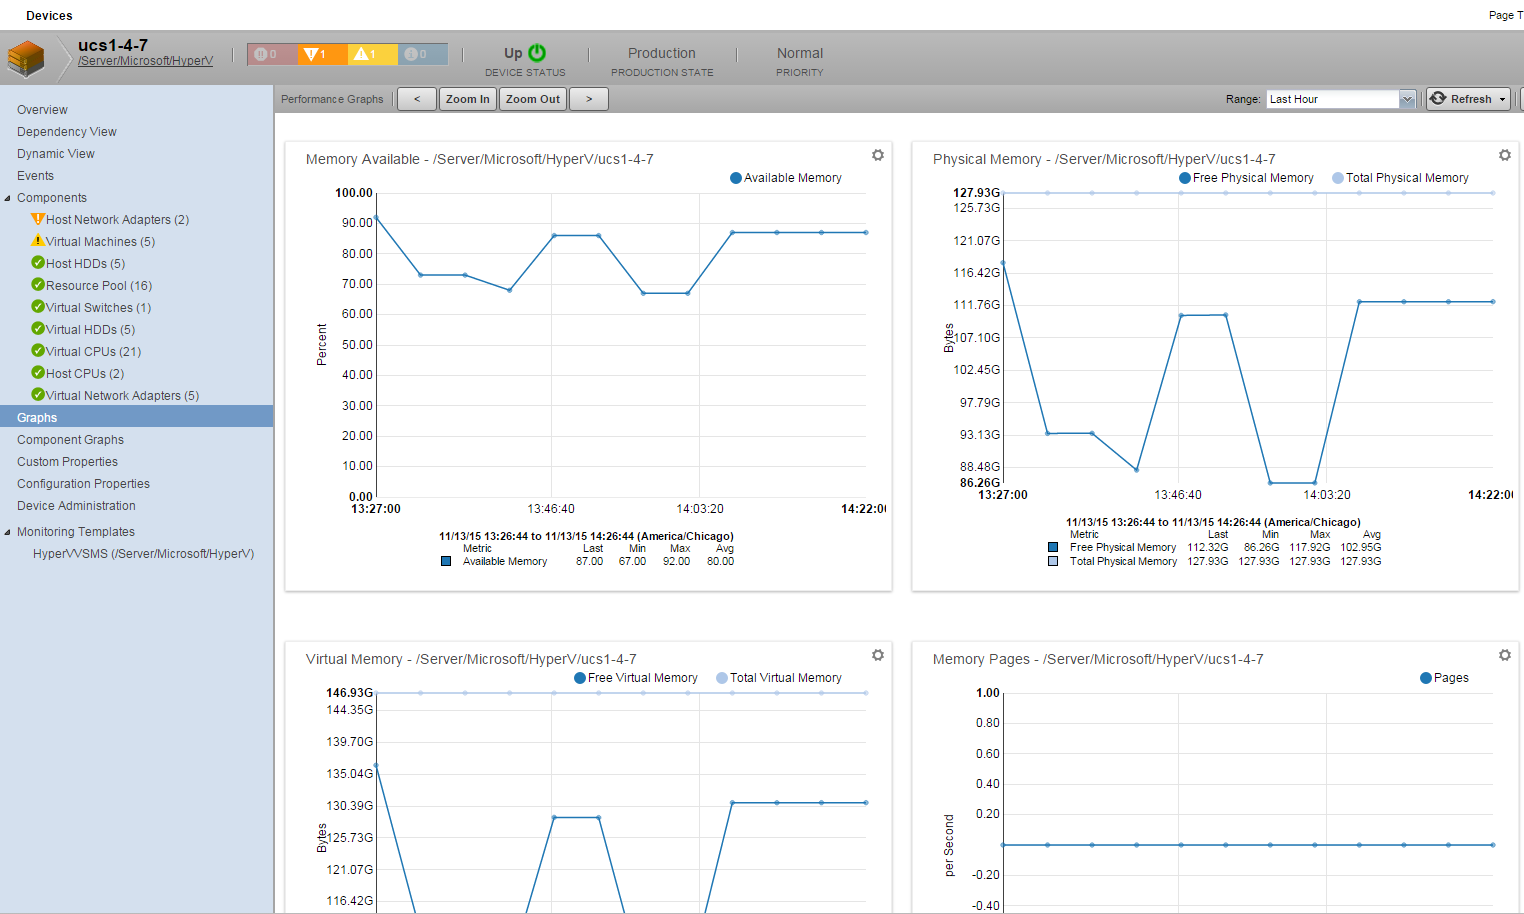 Devices
Page T
ucs1-4-7
/Server/Microsoft/HyperV
0 1 1 0
Up
DEVICE STATUS
Production
PRODUCTION STATE
Normal
PRIORITY
Overview
Dependency View
Dynamic View
Events
Components
Host Network Adapters (2)
Virtual Machines (5)
Host HDDs (5)
Resource Pool (16)
Virtual Switches (1)
Virtual HDDs (5)
Virtual CPUs (21)
Host CPUs (2)
Virtual Network Adapters (5)
Graphs
Component Graphs
Custom Properties
Configuration Properties
Device Administration
Monitoring Templates
HyperVVSMS (/Server/Microsoft/HyperV)
Performance Graphs < Zoom In Zoom Out > Range: Last Hour Refresh
Memory Available - /Server/Microsoft/HyperV/ucs1-4-7
Available Memory
100.00
90.00
80.00
70.00
60.00
50.00
40.00
30.00
20.00
10.00
0.00
Percent
13:27:00 13:46:40 14:03:20 14:22:00
11/13/15 13:26:44 to 11/13/15 14:26:44 (America/Chicago)
Metric Last Min Max Avg
Available Memory 87.00 67.00 92.00 80.00
Physical Memory - /Server/Microsoft/HyperV/ucs1-4-7
Free Physical Memory Total Physical Memory
127.93G
125.73G
121.07G
116.42G
111.76G
107.10G
102.45G
97.79G
93.13G
88.48G
86.26G
Bytes
13:27:00 13:46:40 14:03:20 14:22:00
11/13/15 13:26:44 to 11/13/15 14:26:44 (America/Chicago)
Metric Last Min Max Avg
Free Physical Memory 112.32G 86.26G 117.92G 102.95G
Total Physical Memory 127.93G 127.93G 127.93G 127.93G
Virtual Memory - /Server/Microsoft/HyperV/ucs1-4-7
Free Virtual Memory Total Virtual Memory
146.93G
144.35G
139.70G
135.04G
130.39G
125.73G
121.07G
116.42G
Bytes
Memory Pages - /Server/Microsoft/HyperV/ucs1-4-7
Pages
1.00
0.80
0.60
0.40
0.20
-0.20
-0.40
per Second